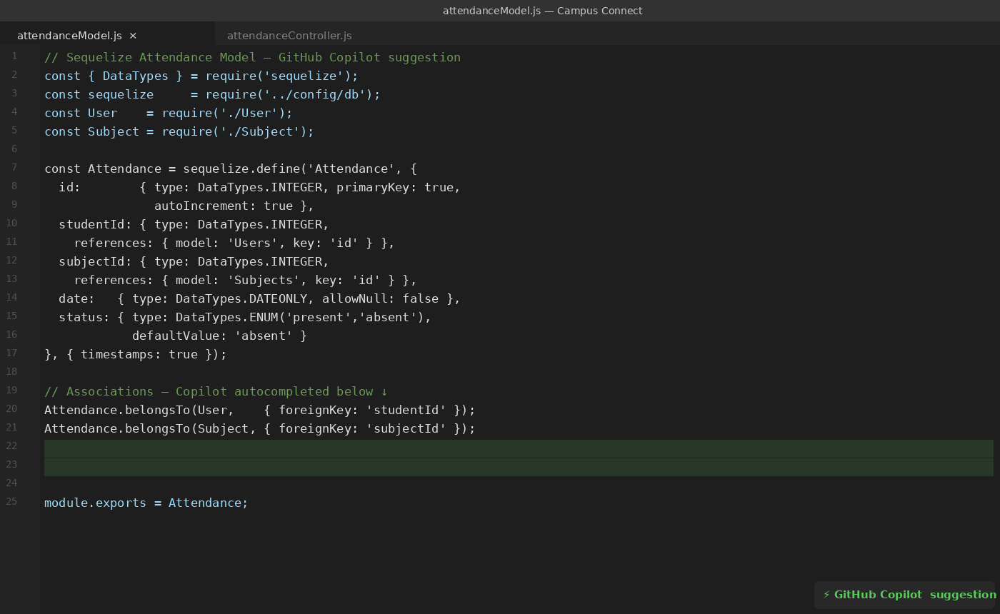 attendanceModel.js — Campus Connect
attendanceModel.js ×
attendanceController.js
1 // Sequelize Attendance Model — GitHub Copilot suggestion
2 const { DataTypes } = require('sequelize');
3 const sequelize     = require('../config/db');
4 const User    = require('./User');
5 const Subject = require('./Subject');
6
7 const Attendance = sequelize.define('Attendance', {
8   id:        { type: DataTypes.INTEGER, primaryKey: true,
9                autoIncrement: true },
10   studentId: { type: DataTypes.INTEGER,
11     references: { model: 'Users', key: 'id' } },
12   subjectId: { type: DataTypes.INTEGER,
13     references: { model: 'Subjects', key: 'id' } },
14   date:   { type: DataTypes.DATEONLY, allowNull: false },
15   status: { type: DataTypes.ENUM('present','absent'),
16             defaultValue: 'absent' }
17 }, { timestamps: true });
18
19 // Associations — Copilot autocompleted below ↓
20 Attendance.belongsTo(User,    { foreignKey: 'studentId' });
21 Attendance.belongsTo(Subject, { foreignKey: 'subjectId' });
22
23
24
25 module.exports = Attendance;
⚡ GitHub Copilot  suggestion